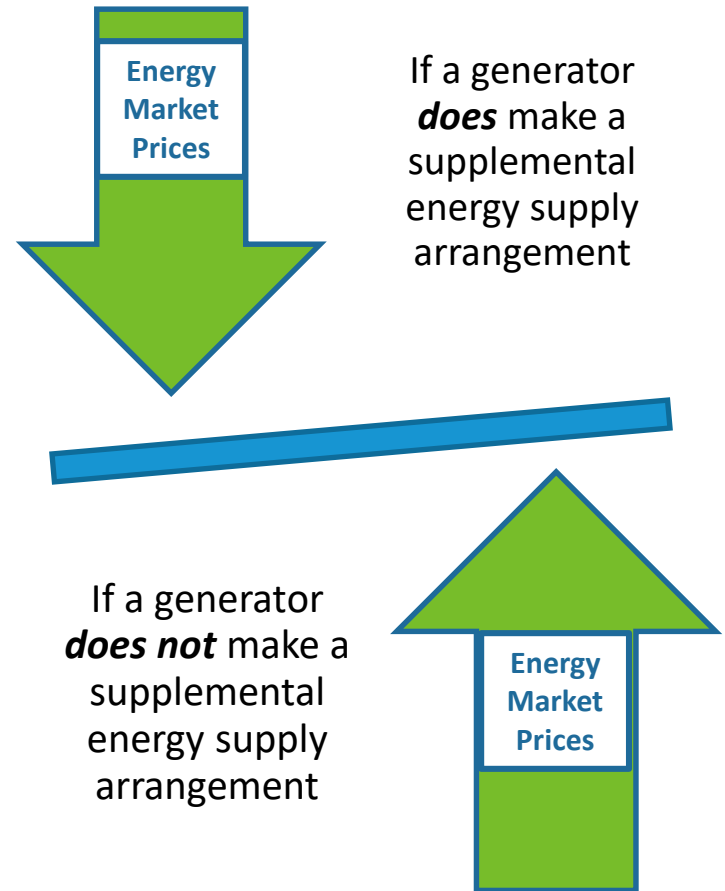 Energy
Market
Prices
If a generator
does make a
supplemental
energy supply
arrangement
If a generator
does not make a
supplemental
energy supply
arrangement
Energy
Market
Prices